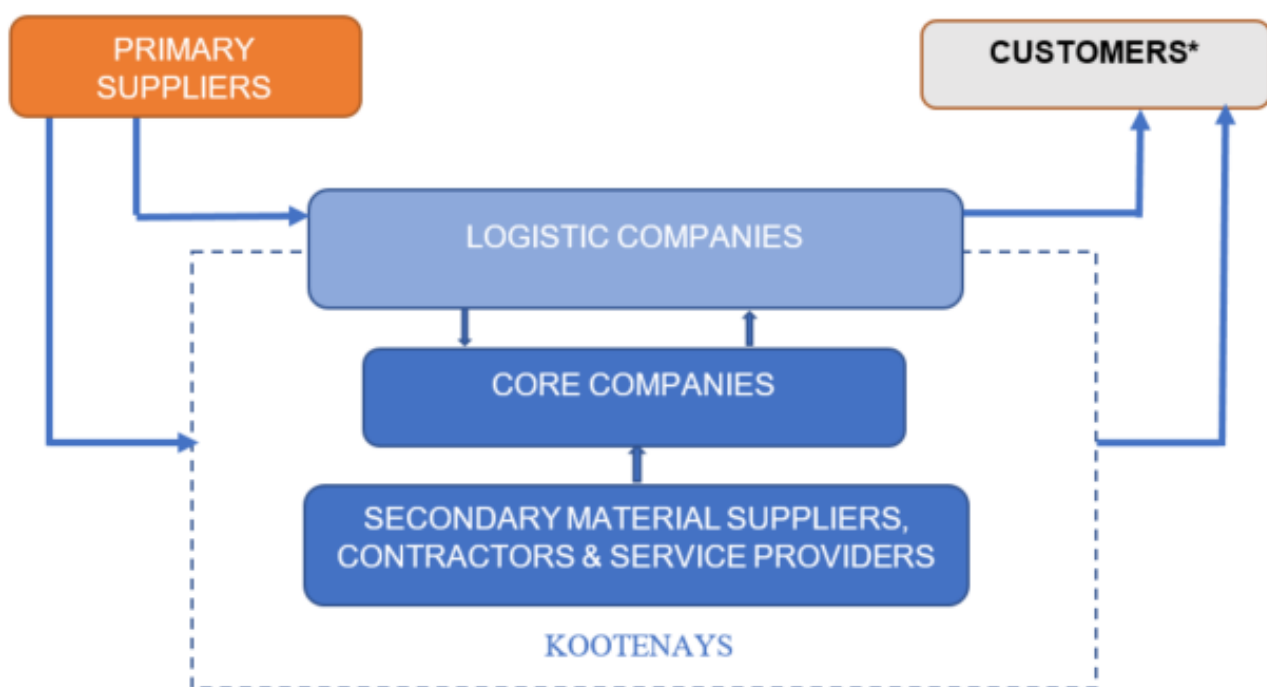 PRIMARY
SUPPLIERS
CUSTOMERS*
LOGISTIC COMPANIES
CORE COMPANIES
SECONDARY MATERIAL SUPPLIERS,
CONTRACTORS & SERVICE PROVIDERS
KOOTENAYS